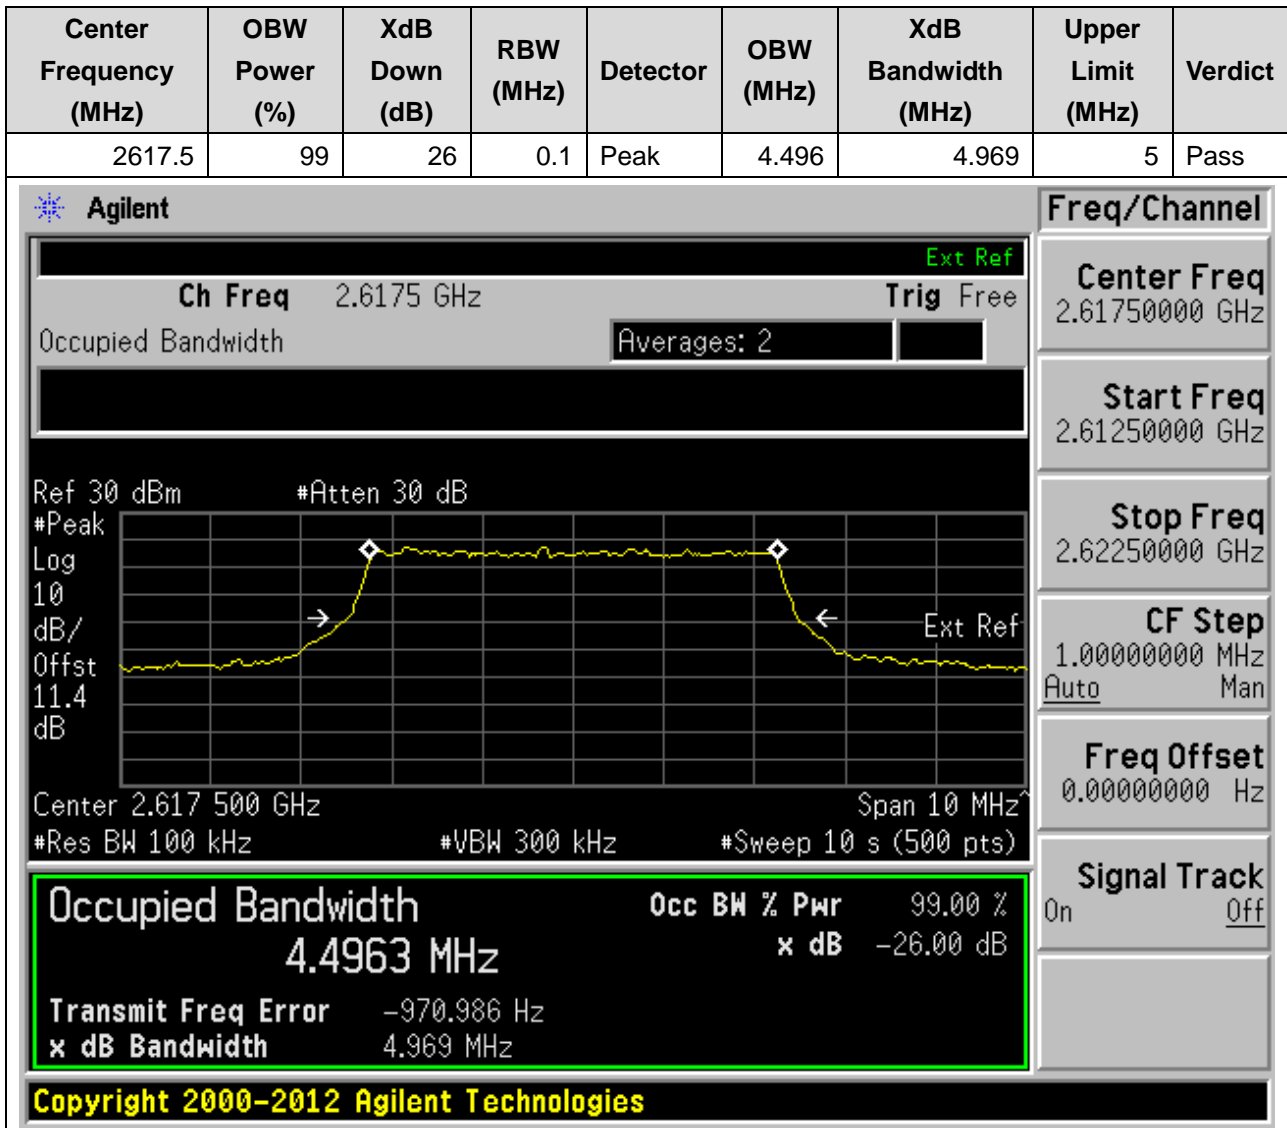 Center Frequency (MHz) OBW Power (%) XdB Down (dB) RBW (MHz) Detector OBW (MHz) XdB Bandwidth (MHz) Upper Limit (MHz) Verdict
2617.5 99 26 0.1 Peak 4.496 4.969 5 Pass
Agilent
Freq/Channel
Ext Ref
Ch Freq 2.6175 GHz Trig Free
Occupied Bandwidth Averages: 2
Center Freq
2.61750000 GHz
Start Freq
2.61250000 GHz
Stop Freq
2.62250000 GHz
CF Step
1.00000000 MHz
Auto Man
Freq Offset
0.00000000 Hz
Signal Track
On Off
Ref 30 dBm #Atten 30 dB
#Peak
Log
10
dB/
Offst
11.4
dB
Ext Ref
Center 2.617 500 GHz Span 10 MHz^
#Res BW 100 kHz #VBW 300 kHz #Sweep 10 s (500 pts)
Occupied Bandwidth
4.4963 MHz
Occ BW % Pwr 99.00 %
x dB -26.00 dB
Transmit Freq Error -970.986 Hz
x dB Bandwidth 4.969 MHz
Copyright 2000-2012 Agilent Technologies